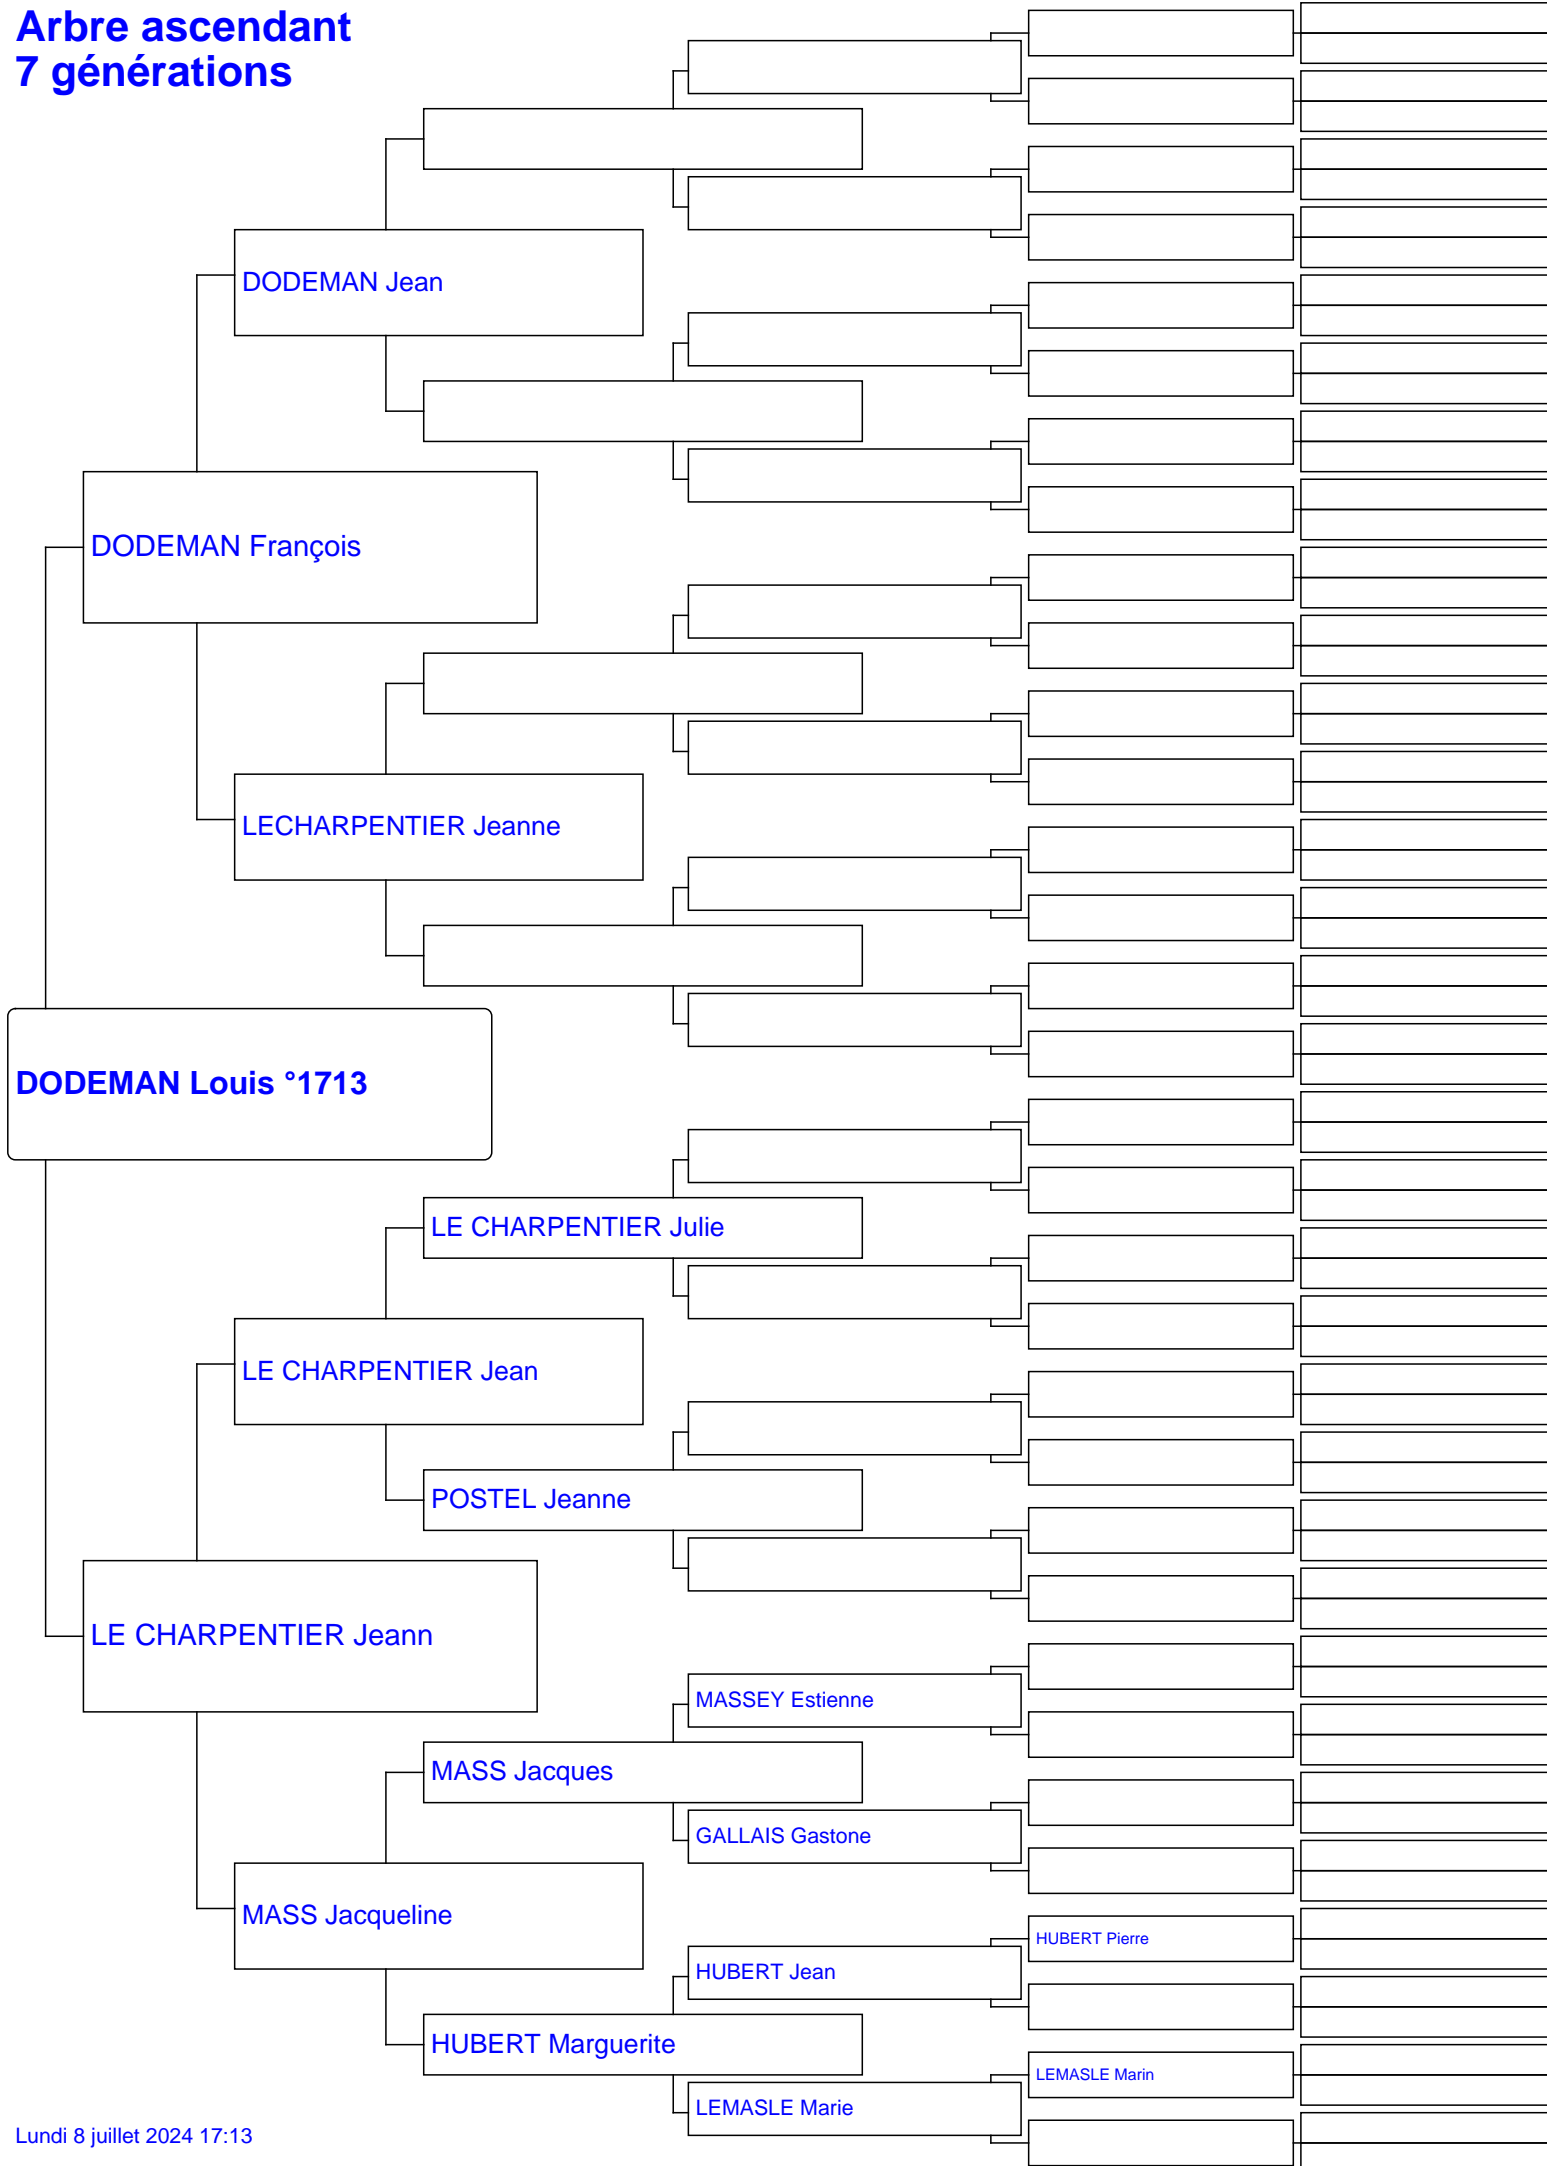 Arbre ascendant
7 générations
DODEMAN Jean
DODEMAN François
LECHARPENTIER Jeanne
DODEMAN Louis °1713
LE CHARPENTIER Julie
LE CHARPENTIER Jean
POSTEL Jeanne
LE CHARPENTIER Jeann
MASSEY Estienne
MASS Jacques
GALLAIS Gastone
MASS Jacqueline
HUBERT Pierre
HUBERT Jean
HUBERT Marguerite
LEMASLE Marin
LEMASLE Marie
Lundi 8 juillet 2024 17:13